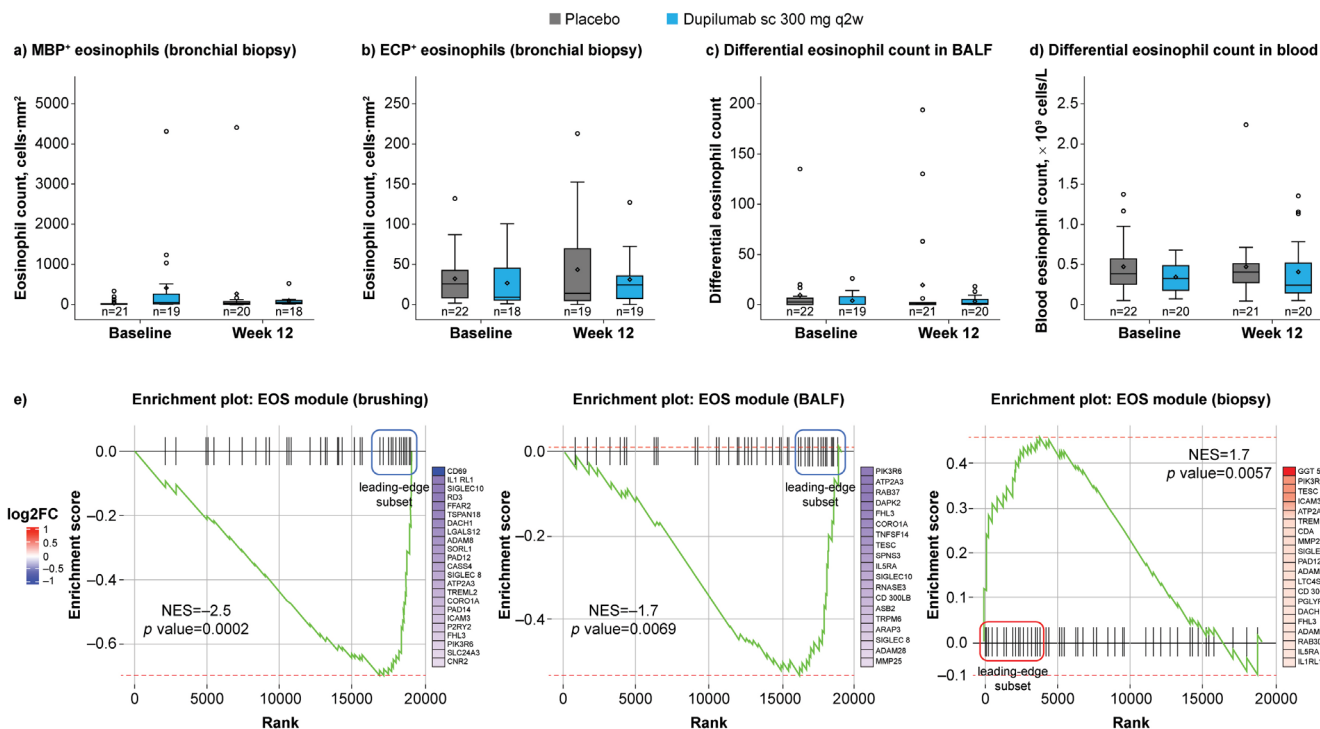 Placebo
Dupilumab sc 300 mg q2w
a) MBP⁺ eosinophils (bronchial biopsy)
Eosinophil count, cells·mm²
5000
4000
3000
2000
1000
0
n=21
n=19
n=20
n=18
Baseline
Week 12
b) ECP⁺ eosinophils (bronchial biopsy)
Eosinophil count, cells·mm²
250
200
150
100
50
0
n=22
n=18
n=19
n=19
Baseline
Week 12
c) Differential eosinophil count in BALF
Differential eosinophil count
200
150
100
50
0
n=22
n=19
n=21
n=20
Baseline
Week 12
d) Differential eosinophil count in blood
Blood eosinophil count, × 10⁹ cells/L
2.5
2.0
1.5
1.0
0.5
0
n=22
n=20
n=21
n=20
Baseline
Week 12
e)
log2FC
1
0.5
0
−0.5
−1
Enrichment plot: EOS module (brushing)
Enrichment score
0.0
−0.2
−0.4
−0.6
leading-edge
subset
NES=−2.5
p value=0.0002
0
5000
10000
15000
20000
Rank
CD69
IL1 RL1
SIGLEC10
RD3
FFAR2
TSPAN18
DACH1
LGALS12
ADAM8
SORL1
PAD12
CASS4
SIGLEC 8
ATP2A3
TREML2
CORO1A
PAD14
ICAM3
P2RY2
FHL3
PIK3R6
SLC24A3
CNR2
Enrichment plot: EOS module (BALF)
Enrichment score
0.0
−0.2
−0.4
leading-edge
subset
NES=−1.7
p value=0.0069
0
5000
10000
15000
20000
Rank
PIK3R6
ATP2A3
RAB37
DAPK2
FHL3
CORO1A
TNFSF14
TESC
SPNS3
IL5RA
SIGLEC10
RNASE3
CD 300LB
ASB2
TRPM6
ARAP3
SIGLEC 8
ADAM28
MMP25
Enrichment plot: EOS module (biopsy)
Enrichment score
0.4
0.2
0.0
−0.1
NES=1.7
p value=0.0057
leading-edge
subset
0
5000
10000
15000
20000
Rank
GGT 5
PIK3R
TESC
ICAM3
ATP2A
TREM
CDA
MMP2
SIGLE
PAD12
ADAM
LTC4S
CD 30
PGLYF
DACH
FHL3
ADAM
RAB30
IL5RA
IL1RL1